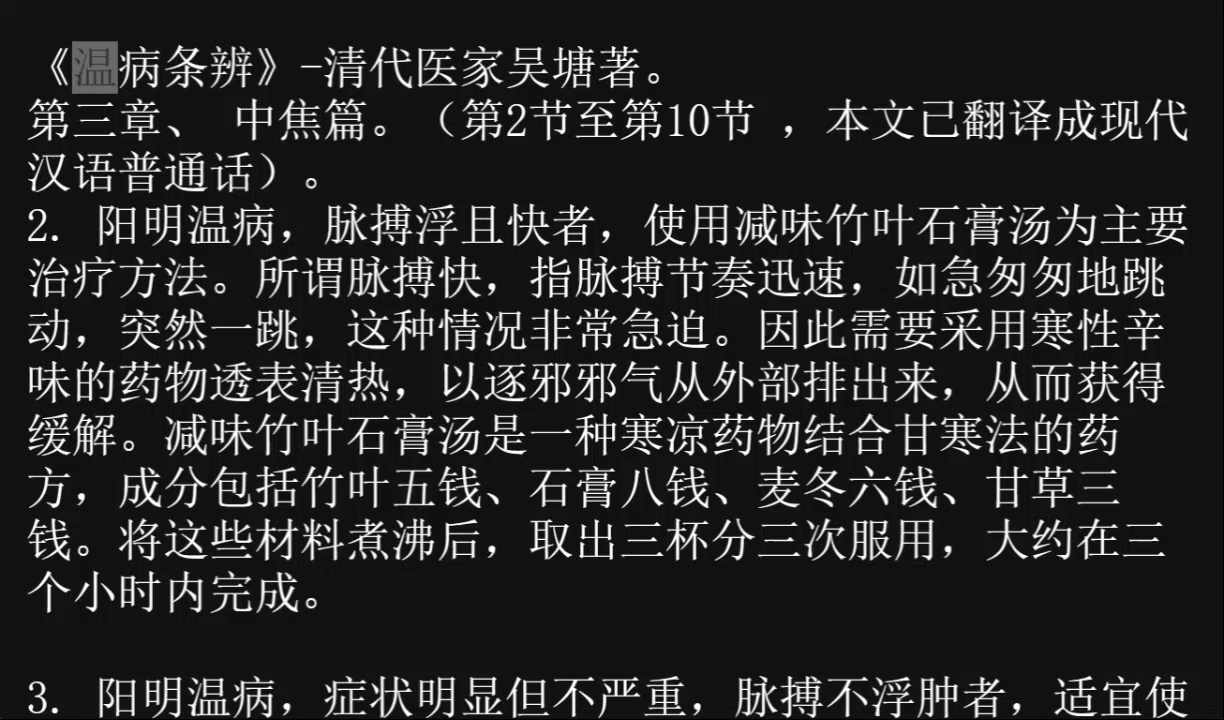 《温病条辨》-清代医家吴塘著。
第三章、 中焦篇。（第2节至第10节 ，本文已翻译成现代
汉语普通话）。
2. 阳明温病，脉搏浮且快者，使用减味竹叶石膏汤为主要
治疗方法。所谓脉搏快，指脉搏节奏迅速，如急匆匆地跳
动，突然一跳，这种情况非常急迫。因此需要采用寒性辛
味的药物透表清热，以逐邪邪气从外部排出来，从而获得
缓解。减味竹叶石膏汤是一种寒凉药物结合甘寒法的药
方，成分包括竹叶五钱、石膏八钱、麦冬六钱、甘草三
钱。将这些材料煮沸后，取出三杯分三次服用，大约在三
个小时内完成。
3. 阳明温病，症状明显但不严重，脉搏不浮肿者，适宜使